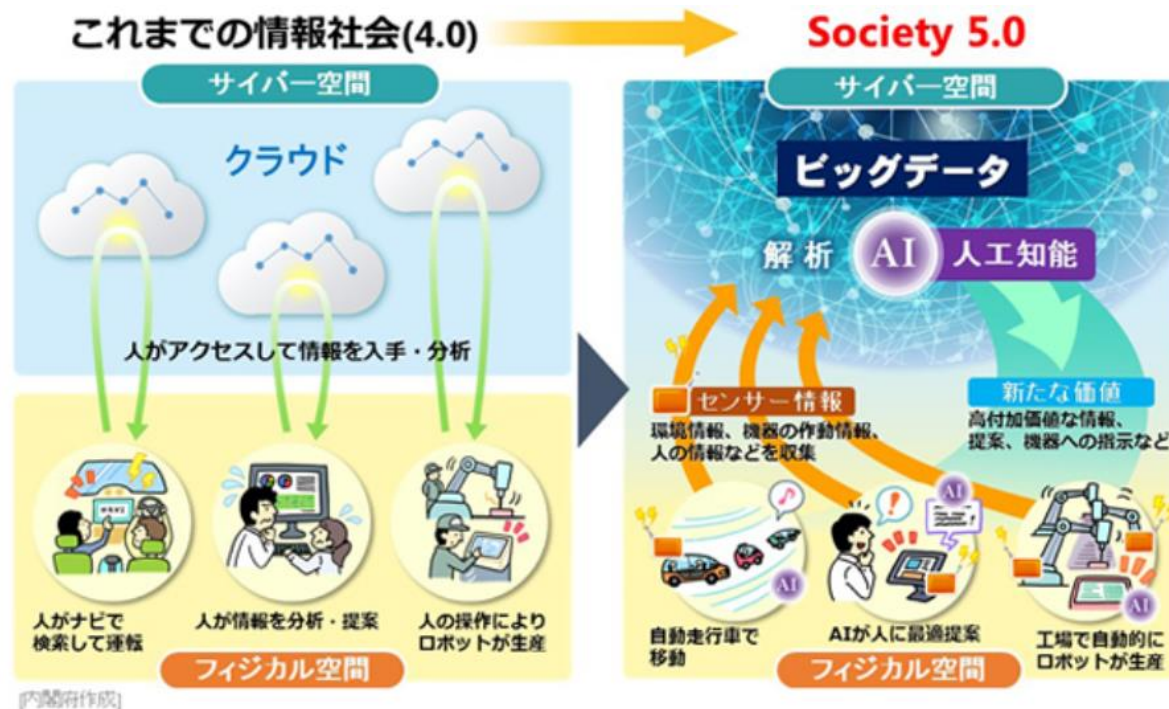 これまでの情報社会(4.0)
Society 5.0
サイバー空間
クラウド
人がアクセスして情報を入手・分析
人がナビで
検索して運転
人が情報を分析・提案
人の操作により
ロボットが生産
フィジカル空間
サイバー空間
ビッグデータ
解析
AI
人工知能
センサー情報
環境情報、機器の作動情報、
人の情報などを収集
新たな価値
高付加価値な情報、
提案、機器への指示など
AI
AI
AI
自動走行車で
移動
AIが人に最適提案
工場で自動的に
ロボットが生産
フィジカル空間
[内閣府作成]